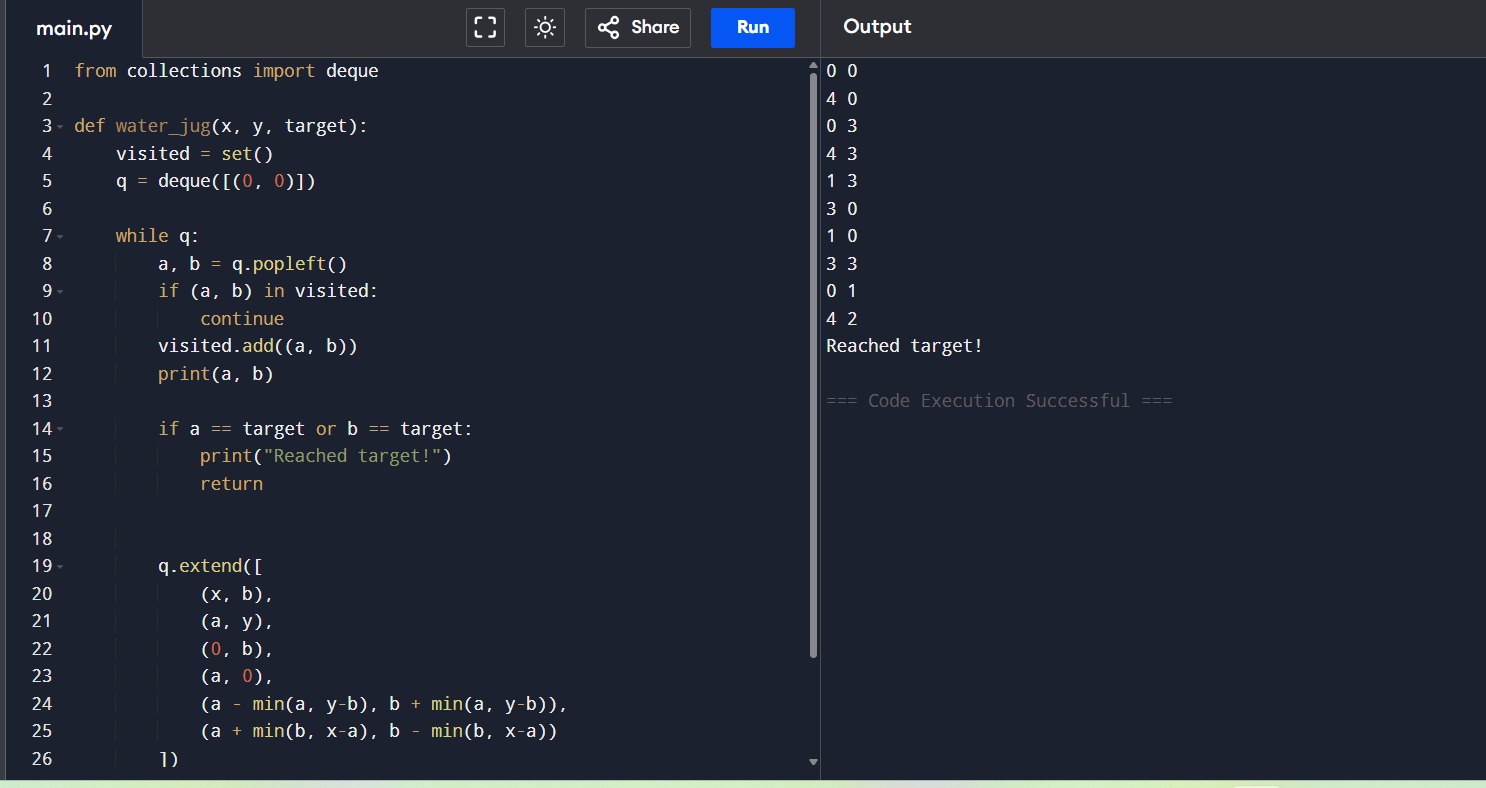 main.py
Share
Run
Output
1 from collections import deque
2
3 def water_jug(x, y, target):
4     visited = set()
5     q = deque([(0, 0)])
6
7     while q:
8         a, b = q.popleft()
9         if (a, b) in visited:
10             continue
11         visited.add((a, b))
12         print(a, b)
13
14         if a == target or b == target:
15             print("Reached target!")
16             return
17
18
19         q.extend([
20             (x, b),
21             (a, y),
22             (0, b),
23             (a, 0),
24             (a - min(a, y-b), b + min(a, y-b)),
25             (a + min(b, x-a), b - min(b, x-a))
26         ])
0 0
4 0
0 3
4 3
1 3
3 0
1 0
3 3
0 1
4 2
Reached target!
=== Code Execution Successful ===